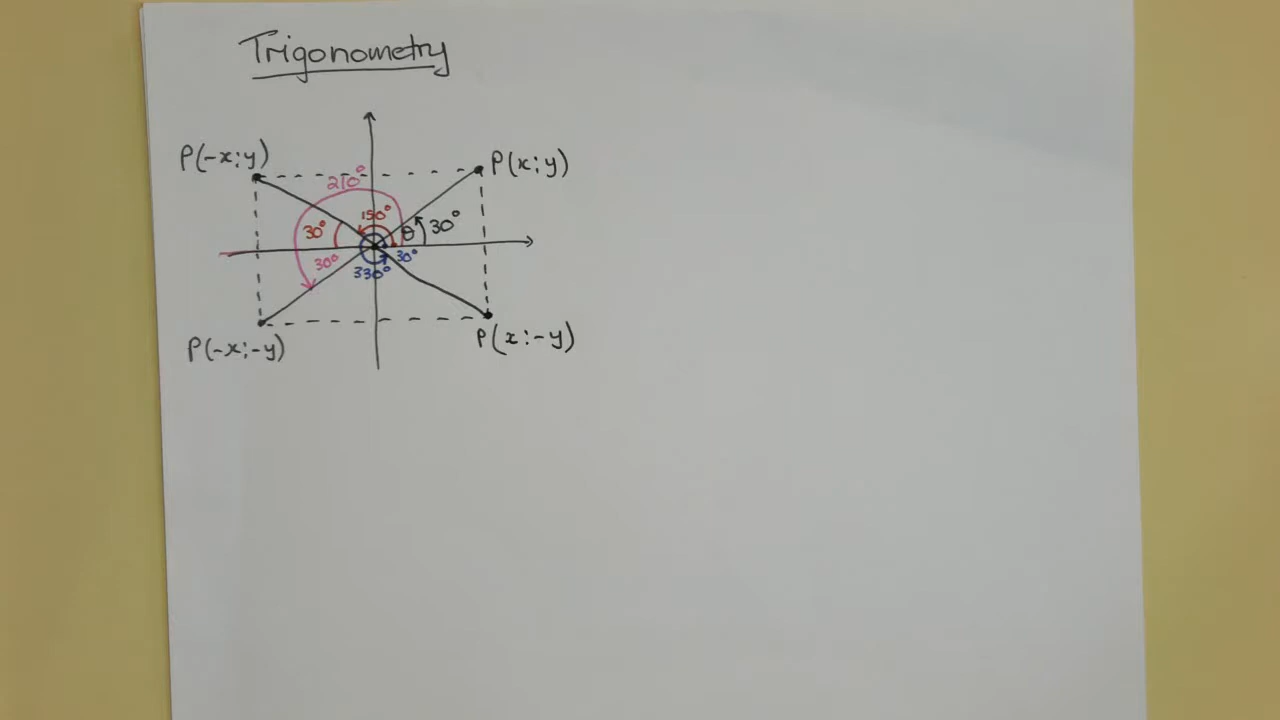 Trigonometry
P(-x;y)
P(x;y)
210°
150°
30°
θ
30°
30°
30°
330°
P(-x;-y)
P(x;-y)